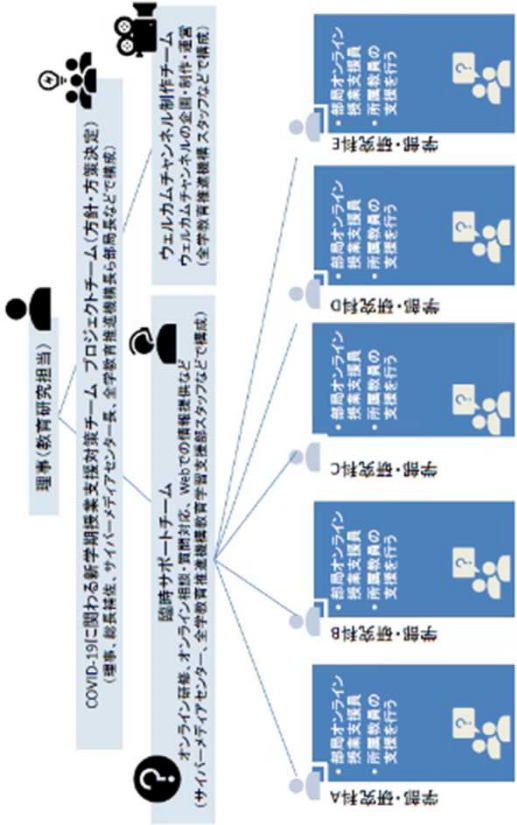 理事(教育研究担当)
COVID-19に関わる新学期授業支援対策チーム プロジェクトチーム(方針・方策決定)
(理事、総長補佐、サイバーメディアセンター長、全学教育推進機構長ら部局長などで構成)
臨時サポートチーム
オンライン研修、オンライン相談・質問対応、Webでの情報提供など
(サイバーメディアセンター、全学教育推進機構教育学習支援部スタッフなどで構成)
ウェルカムチャンネル制作チーム
ウェルカムチャンネルの企画・制作・運営
(全学教育推進機構 スタッフなどで構成)
学部・研究科A
• 部局オンライン
授業支援員
• 所属教員の
支援を行う
学部・研究科B
• 部局オンライン
授業支援員
• 所属教員の
支援を行う
学部・研究科C
• 部局オンライン
授業支援員
• 所属教員の
支援を行う
学部・研究科D
• 部局オンライン
授業支援員
• 所属教員の
支援を行う
学部・研究科E
• 部局オンライン
授業支援員
• 所属教員の
支援を行う